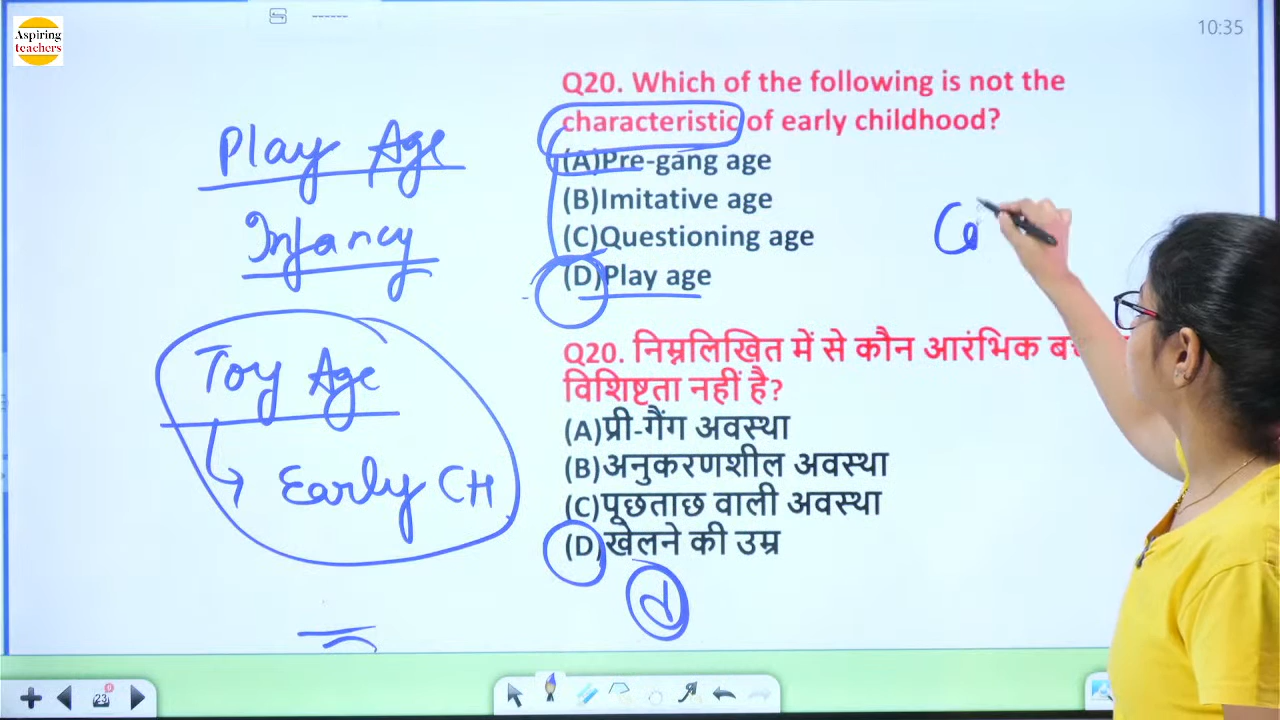 Aspiring
teachers
------
10:35
Play Age
Infancy
Toy Age
Early CH
Q20. Which of the following is not the
characteristic of early childhood?
(A)Pre-gang age
(B)Imitative age
(C)Questioning age
(D)Play age
Q20. निम्नलिखित में से कौन आरंभिक
विशिष्टता नहीं है?
(A)प्री-गैंग अवस्था
(B)अनुकरणशील अवस्था
(C)पूछताछ वाली अवस्था
(D)खेलने की उम्र
d
23